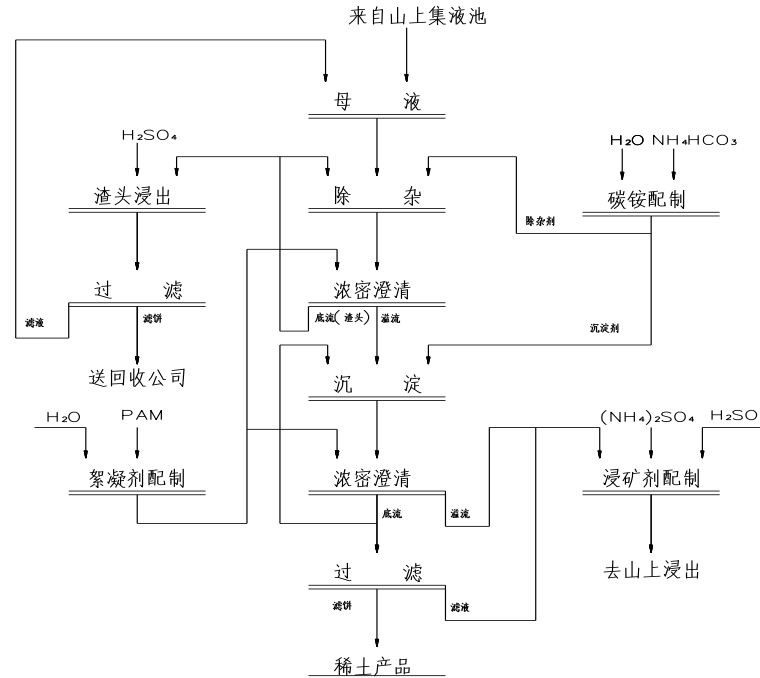 来自山上集液池
母 液
H₂SO₄
H₂O NH₄HCO₃
渣头浸出
除 杂
碳铵配制
除杂剂
过 滤
浓密澄清
滤液
滤饼
底流(渣头)
溢流
沉淀剂
送回收公司
沉 淀
H₂O
PAM
(NH₄)₂SO₄
H₂SO
絮凝剂配制
浓密澄清
浸矿剂配制
底流
溢流
过 滤
去山上浸出
滤饼
滤液
稀土产品